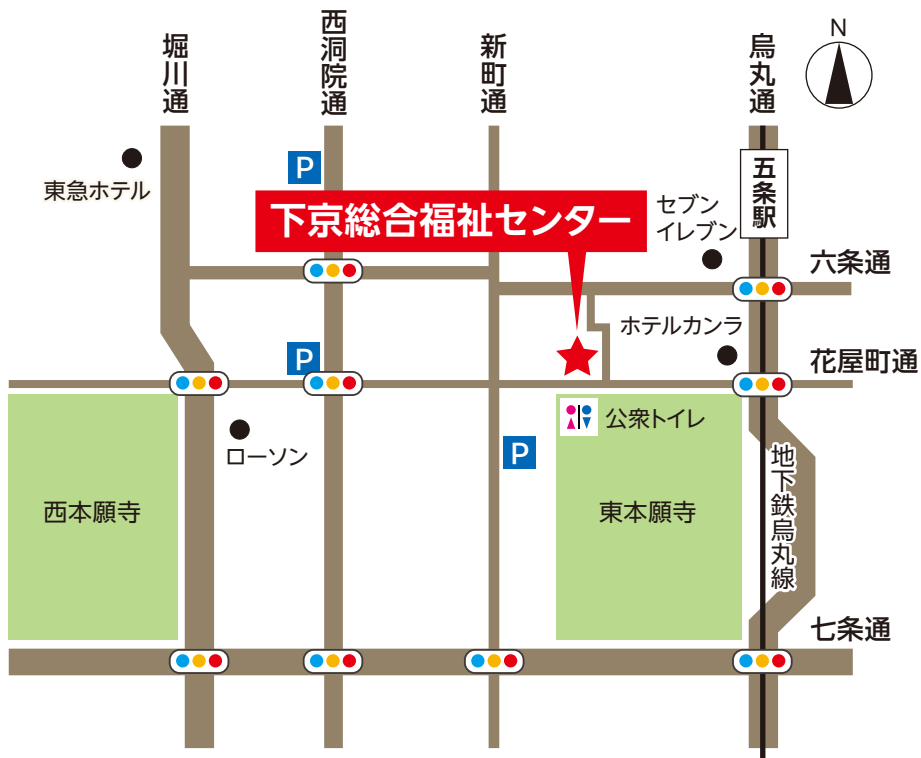 堀川通
西洞院通
新町通
烏丸通
N
東急ホテル
P
下京総合福祉センター
セブン
イレブン
五条駅
六条通
ホテルカンラ
P
花屋町通
公衆トイレ
ローソン
P
地下鉄烏丸線
西本願寺
東本願寺
七条通